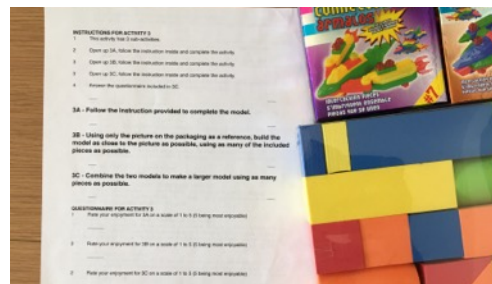 INSTRUCTIONS FOR ACTIVITY 3
1 This activity has 3 sub-activities.
2 Open up 3A, follow the instruction inside and complete the activity.
3 Open up 3B, follow the instruction inside and complete the activity.
3 Open up 3C, follow the instruction inside and complete the activity.
4 Answer the questionnaire included in 3C.
3A - Follow the instruction provided to complete the model.
3B - Using only the picture on the packaging as a reference, build the
model as close to the picture as possible, using as many of the included
pieces as possible.
3C - Combine the two models to make a larger model using as many
pieces as possible.
QUESTIONNAIRE FOR ACTIVITY 3
1 Rate your enjoyment for 3A on a scale of 1 to 5 (5 being most enjoyable)
2 Rate your enjoyment for 3B on a scale of 1 to 5 (5 being most enjoyable)
3 Rate your enjoyment for 3C on a scale of 1 to 5 (5 being most enjoyable)
INTERLOCKING PIECES